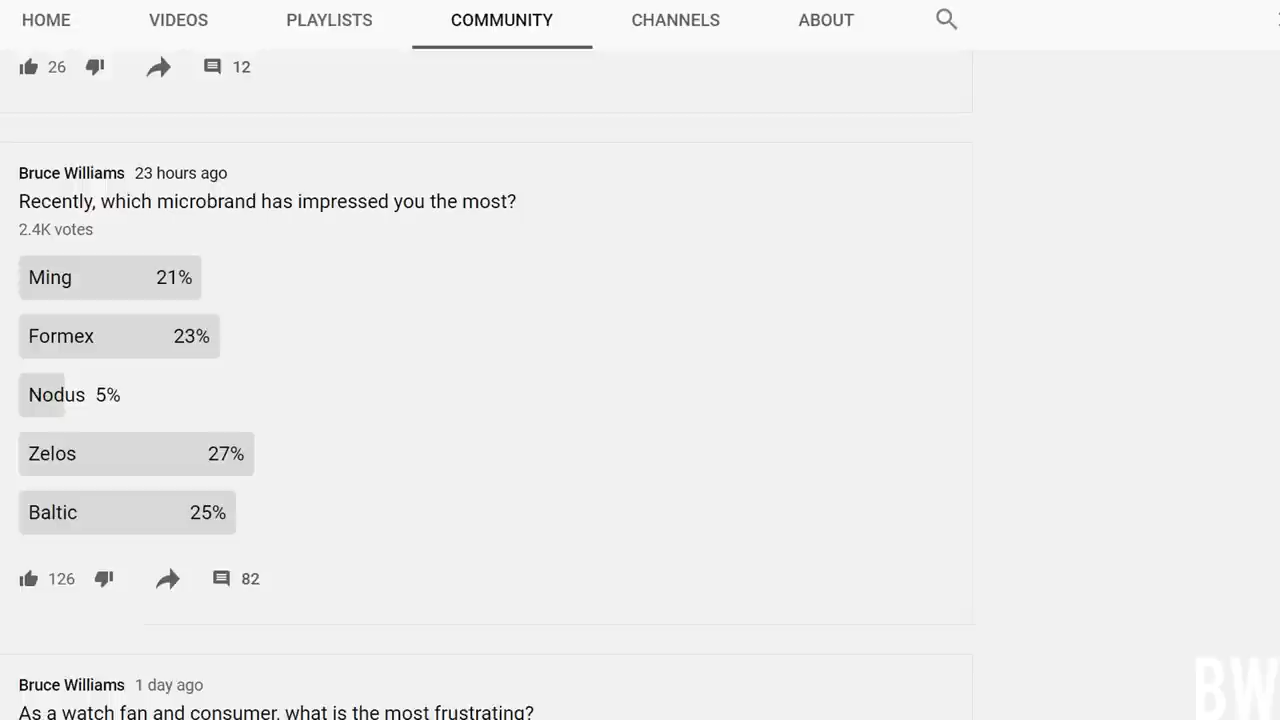 HOME VIDEOS PLAYLISTS COMMUNITY CHANNELS ABOUT
26 12
Bruce Williams 23 hours ago
Recently, which microbrand has impressed you the most?
2.4K votes
Ming 21%
Formex 23%
Nodus 5%
Zelos 27%
Baltic 25%
126 82
Bruce Williams 1 day ago
As a watch fan and consumer, what is the most frustrating?
BW